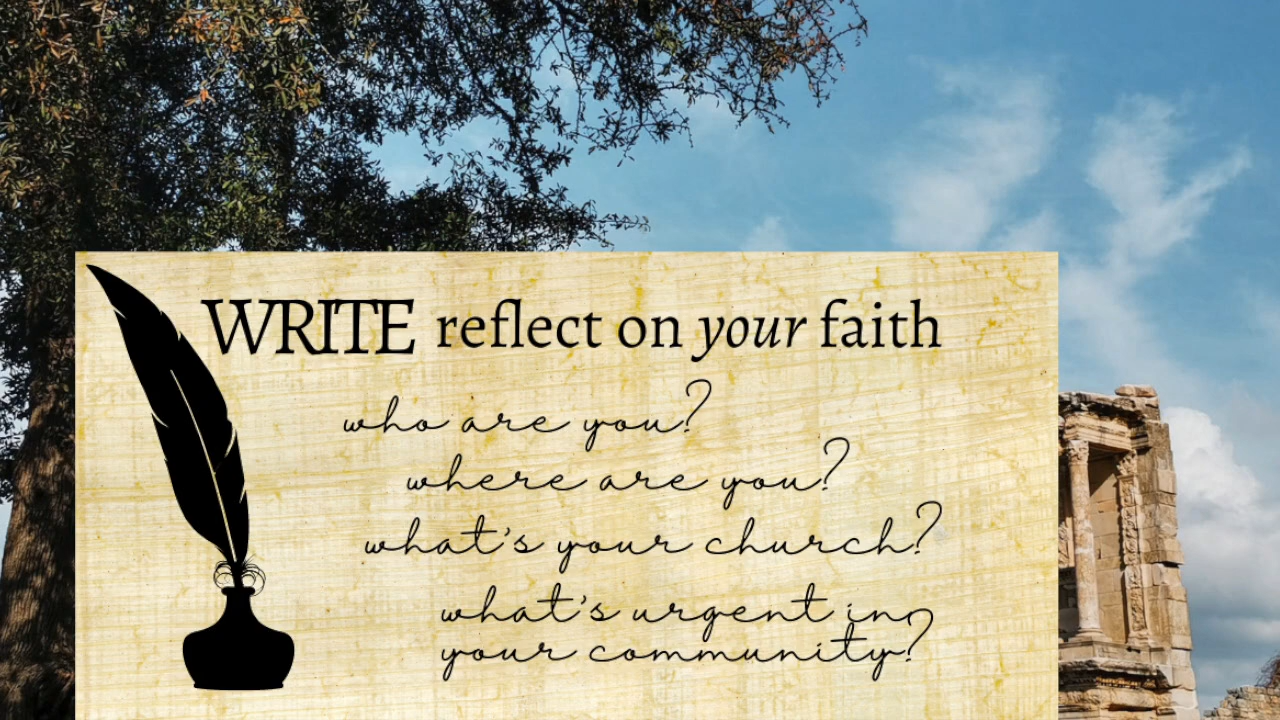 WRITE reflect on your faith
who are you?
where are you?
what's your church?
what's urgent in
your community?